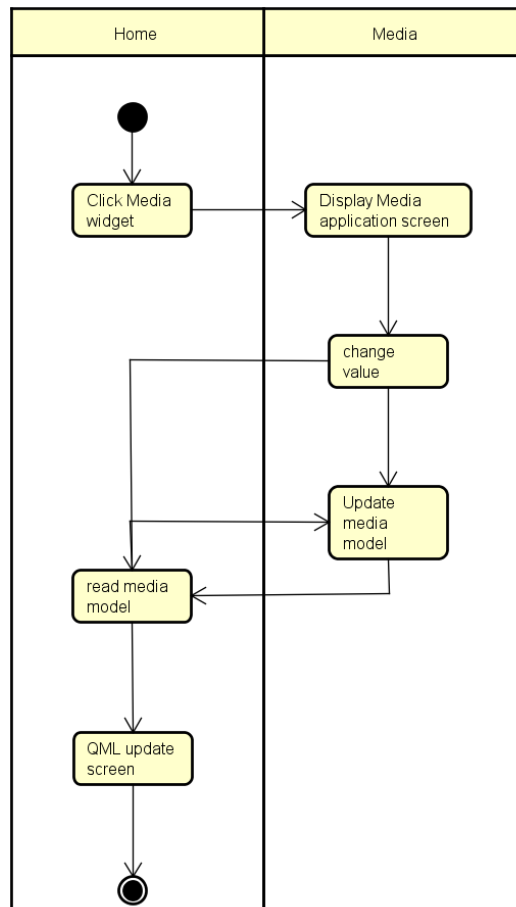 Home
Media
Click Media
widget
Display Media
application screen
change
value
Update
media
model
read media
model
QML update
screen